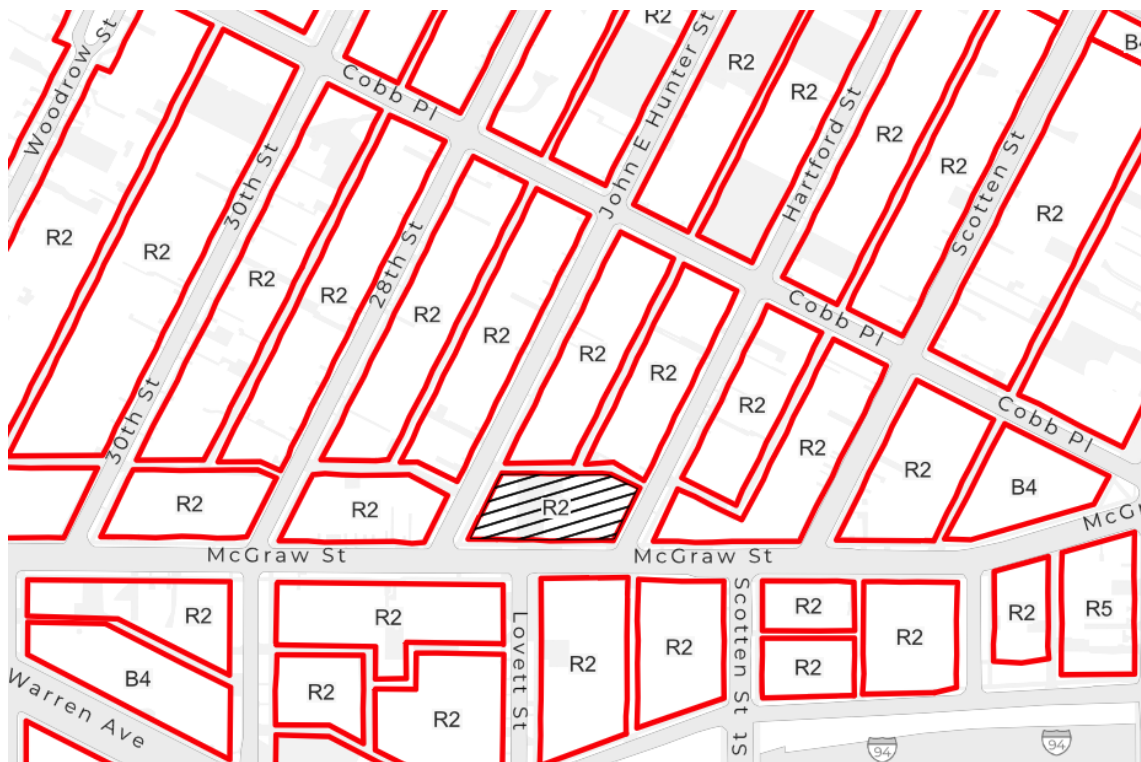 R2
Woodrow St
Cobb Pl
John E Hunter St
R2
R2
Hartford St
R2
Scotten St
R2
B4
30th St
R2
R2
R2
R2
R2
28th St
R2
R2
R2
R2
Cobb Pl
R2
R2
R2
R2
Cobb Pl
30th St
R2
R2
R2
R2
B4
McGraw St
McGraw St
McGr
R2
R2
Lovett St
R2
R2
Scotten St
St
R2
R2
R2
R2
R5
B4
R2
R2
Warren Ave
94
94